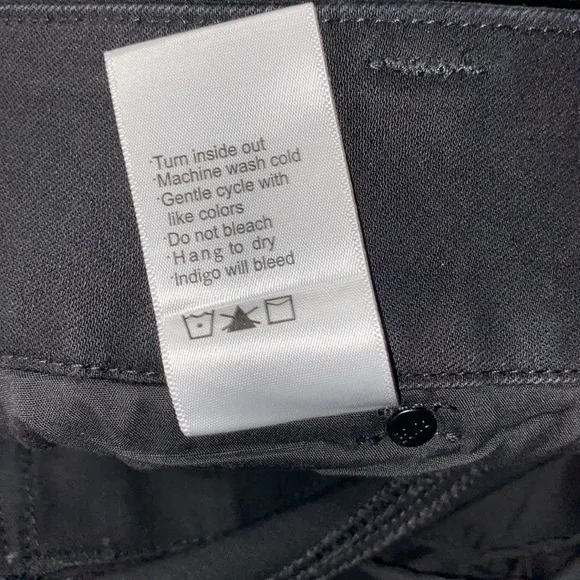 ·Turn inside out
·Machine wash cold
·Gentle cycle with
like colors
·Do not bleach
·Hang to dry
·Indigo will bleed